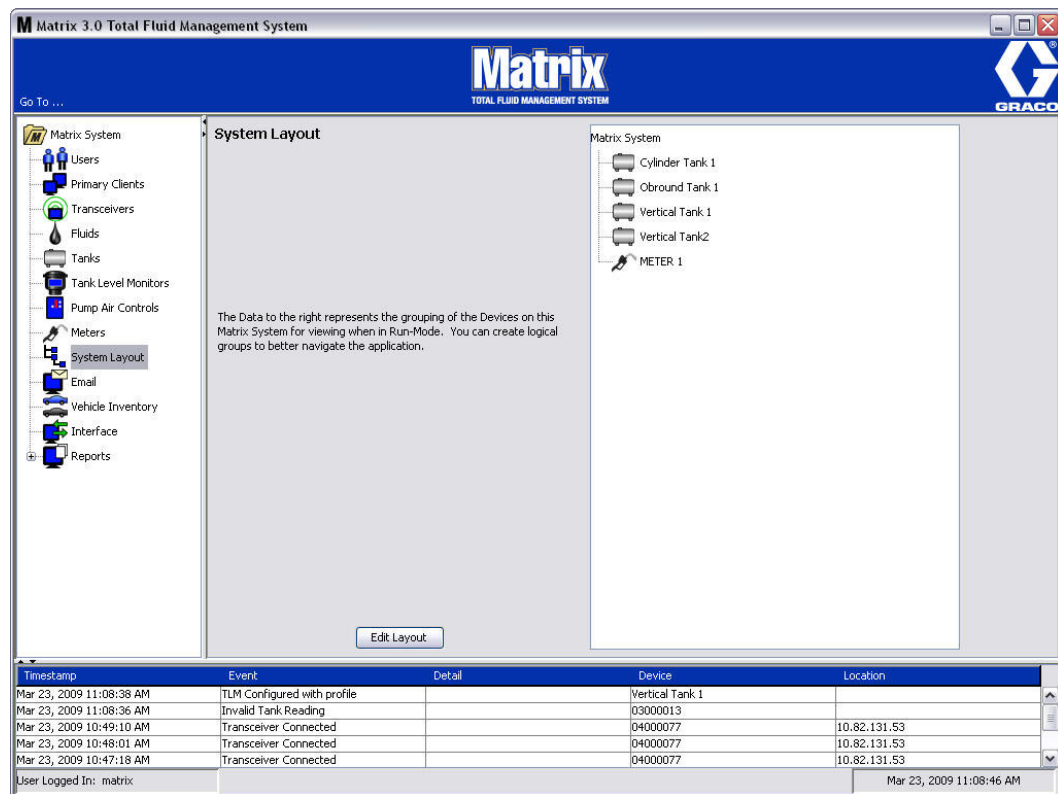 Matrix 3.0 Total Fluid Management System
Matrix
TOTAL FLUID MANAGEMENT SYSTEM
Go To ...
GRACO
Matrix System
Users
Primary Clients
Transceivers
Fluids
Tanks
Tank Level Monitors
Pump Air Controls
Meters
System Layout
Email
Vehicle Inventory
Interface
Reports
System Layout
The Data to the right represents the grouping of the Devices on this
Matrix System for viewing when in Run-Mode. You can create logical
groups to better navigate the application.
Edit Layout
Matrix System
Cylinder Tank 1
Obround Tank 1
Vertical Tank 1
Vertical Tank2
METER 1
Timestamp Event Detail Device Location
Mar 23, 2009 11:08:38 AM TLM Configured with profile Vertical Tank 1
Mar 23, 2009 11:08:36 AM Invalid Tank Reading 03000013
Mar 23, 2009 10:49:10 AM Transceiver Connected 04000077 10.82.131.53
Mar 23, 2009 10:48:01 AM Transceiver Connected 04000077 10.82.131.53
Mar 23, 2009 10:47:18 AM Transceiver Connected 04000077 10.82.131.53
User Logged In: matrix Mar 23, 2009 11:08:46 AM